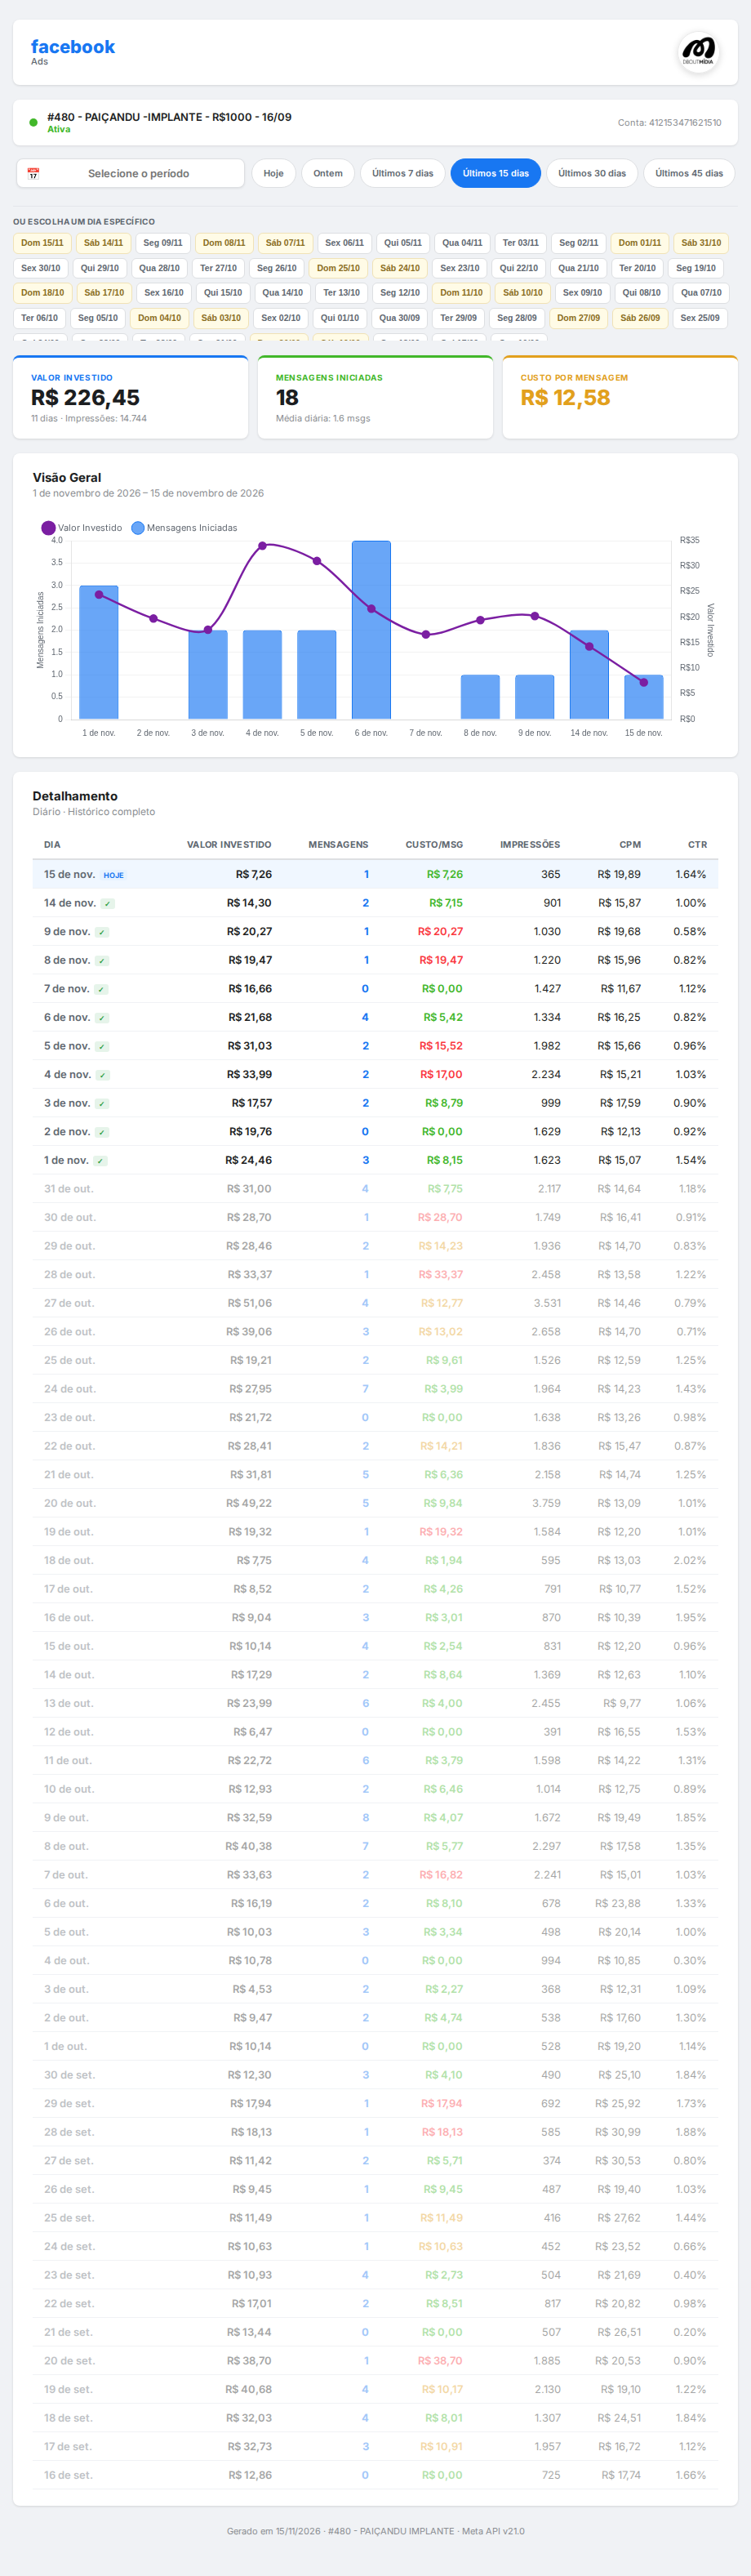 facebook
Ads
DBOUTMÍDIA
#480 - PAIÇANDU -IMPLANTE - R$1000 - 16/09
Ativa
Conta: 412153471621510
📅 Selecione o período
Hoje Ontem Últimos 7 dias Últimos 15 dias Últimos 30 dias Últimos 45 dias
OU ESCOLHA UM DIA ESPECÍFICO
Dom 15/11 Sáb 14/11 Seg 09/11 Dom 08/11 Sáb 07/11 Sex 06/11 Qui 05/11 Qua 04/11 Ter 03/11 Seg 02/11 Dom 01/11 Sáb 31/10
Sex 30/10 Qui 29/10 Qua 28/10 Ter 27/10 Seg 26/10 Dom 25/10 Sáb 24/10 Sex 23/10 Qui 22/10 Qua 21/10 Ter 20/10 Seg 19/10
Dom 18/10 Sáb 17/10 Sex 16/10 Qui 15/10 Qua 14/10 Ter 13/10 Seg 12/10 Dom 11/10 Sáb 10/10 Sex 09/10 Qui 08/10 Qua 07/10
Ter 06/10 Seg 05/10 Dom 04/10 Sáb 03/10 Sex 02/10 Qui 01/10 Qua 30/09 Ter 29/09 Seg 28/09 Dom 27/09 Sáb 26/09 Sex 25/09
VALOR INVESTIDO
R$ 226,45
11 dias · Impressões: 14.744
MENSAGENS INICIADAS
18
Média diária: 1.6 msgs
CUSTO POR MENSAGEM
R$ 12,58
Visão Geral
1 de novembro de 2026 – 15 de novembro de 2026
Valor Investido Mensagens Iniciadas
4.0 R$35
3.5 R$30
3.0 R$25
2.5 R$20
2.0 R$15
1.5 R$10
1.0 R$5
0.5
0 R$0
Mensagens Iniciadas
Valor Investido
1 de nov. 2 de nov. 3 de nov. 4 de nov. 5 de nov. 6 de nov. 7 de nov. 8 de nov. 9 de nov. 14 de nov. 15 de nov.
Detalhamento
Diário · Histórico completo
DIA VALOR INVESTIDO MENSAGENS CUSTO/MSG IMPRESSÕES CPM CTR
15 de nov. HOJE R$ 7,26 1 R$ 7,26 365 R$ 19,89 1.64%
14 de nov. ✓ R$ 14,30 2 R$ 7,15 901 R$ 15,87 1.00%
9 de nov. ✓ R$ 20,27 1 R$ 20,27 1.030 R$ 19,68 0.58%
8 de nov. ✓ R$ 19,47 1 R$ 19,47 1.220 R$ 15,96 0.82%
7 de nov. ✓ R$ 16,66 0 R$ 0,00 1.427 R$ 11,67 1.12%
6 de nov. ✓ R$ 21,68 4 R$ 5,42 1.334 R$ 16,25 0.82%
5 de nov. ✓ R$ 31,03 2 R$ 15,52 1.982 R$ 15,66 0.96%
4 de nov. ✓ R$ 33,99 2 R$ 17,00 2.234 R$ 15,21 1.03%
3 de nov. ✓ R$ 17,57 2 R$ 8,79 999 R$ 17,59 0.90%
2 de nov. ✓ R$ 19,76 0 R$ 0,00 1.629 R$ 12,13 0.92%
1 de nov. ✓ R$ 24,46 3 R$ 8,15 1.623 R$ 15,07 1.54%
31 de out. R$ 31,00 4 R$ 7,75 2.117 R$ 14,64 1.18%
30 de out. R$ 28,70 1 R$ 28,70 1.749 R$ 16,41 0.91%
29 de out. R$ 28,46 2 R$ 14,23 1.936 R$ 14,70 0.83%
28 de out. R$ 33,37 1 R$ 33,37 2.458 R$ 13,58 1.22%
27 de out. R$ 51,06 4 R$ 12,77 3.531 R$ 14,46 0.79%
26 de out. R$ 39,06 3 R$ 13,02 2.658 R$ 14,70 0.71%
25 de out. R$ 19,21 2 R$ 9,61 1.526 R$ 12,59 1.25%
24 de out. R$ 27,95 7 R$ 3,99 1.964 R$ 14,23 1.43%
23 de out. R$ 21,72 0 R$ 0,00 1.638 R$ 13,26 0.98%
22 de out. R$ 28,41 2 R$ 14,21 1.836 R$ 15,47 0.87%
21 de out. R$ 31,81 5 R$ 6,36 2.158 R$ 14,74 1.25%
20 de out. R$ 49,22 5 R$ 9,84 3.759 R$ 13,09 1.01%
19 de out. R$ 19,32 1 R$ 19,32 1.584 R$ 12,20 1.01%
18 de out. R$ 7,75 4 R$ 1,94 595 R$ 13,03 2.02%
17 de out. R$ 8,52 2 R$ 4,26 791 R$ 10,77 1.52%
16 de out. R$ 9,04 3 R$ 3,01 870 R$ 10,39 1.95%
15 de out. R$ 10,14 4 R$ 2,54 831 R$ 12,20 0.96%
14 de out. R$ 17,29 2 R$ 8,64 1.369 R$ 12,63 1.10%
13 de out. R$ 23,99 6 R$ 4,00 2.455 R$ 9,77 1.06%
12 de out. R$ 6,47 0 R$ 0,00 391 R$ 16,55 1.53%
11 de out. R$ 22,72 6 R$ 3,79 1.598 R$ 14,22 1.31%
10 de out. R$ 12,93 2 R$ 6,46 1.014 R$ 12,75 0.89%
9 de out. R$ 32,59 8 R$ 4,07 1.672 R$ 19,49 1.85%
8 de out. R$ 40,38 7 R$ 5,77 2.297 R$ 17,58 1.35%
7 de out. R$ 33,63 2 R$ 16,82 2.241 R$ 15,01 1.03%
6 de out. R$ 16,19 2 R$ 8,10 678 R$ 23,88 1.33%
5 de out. R$ 10,03 3 R$ 3,34 498 R$ 20,14 1.00%
4 de out. R$ 10,78 0 R$ 0,00 994 R$ 10,85 0.30%
3 de out. R$ 4,53 2 R$ 2,27 368 R$ 12,31 1.09%
2 de out. R$ 9,47 2 R$ 4,74 538 R$ 17,60 1.30%
1 de out. R$ 10,14 0 R$ 0,00 528 R$ 19,20 1.14%
30 de set. R$ 12,30 3 R$ 4,10 490 R$ 25,10 1.84%
29 de set. R$ 17,94 1 R$ 17,94 692 R$ 25,92 1.73%
28 de set. R$ 18,13 1 R$ 18,13 585 R$ 30,99 1.88%
27 de set. R$ 11,42 2 R$ 5,71 374 R$ 30,53 0.80%
26 de set. R$ 9,45 1 R$ 9,45 487 R$ 19,40 1.03%
25 de set. R$ 11,49 1 R$ 11,49 416 R$ 27,62 1.44%
24 de set. R$ 10,63 1 R$ 10,63 452 R$ 23,52 0.66%
23 de set. R$ 10,93 4 R$ 2,73 504 R$ 21,69 0.40%
22 de set. R$ 17,01 2 R$ 8,51 817 R$ 20,82 0.98%
21 de set. R$ 13,44 0 R$ 0,00 507 R$ 26,51 0.20%
20 de set. R$ 38,70 1 R$ 38,70 1.885 R$ 20,53 0.90%
19 de set. R$ 40,68 4 R$ 10,17 2.130 R$ 19,10 1.22%
18 de set. R$ 32,03 4 R$ 8,01 1.307 R$ 24,51 1.84%
17 de set. R$ 32,73 3 R$ 10,91 1.957 R$ 16,72 1.12%
16 de set. R$ 12,86 0 R$ 0,00 725 R$ 17,74 1.66%
Gerado em 15/11/2026 · #480 - PAIÇANDU IMPLANTE · Meta API v21.0